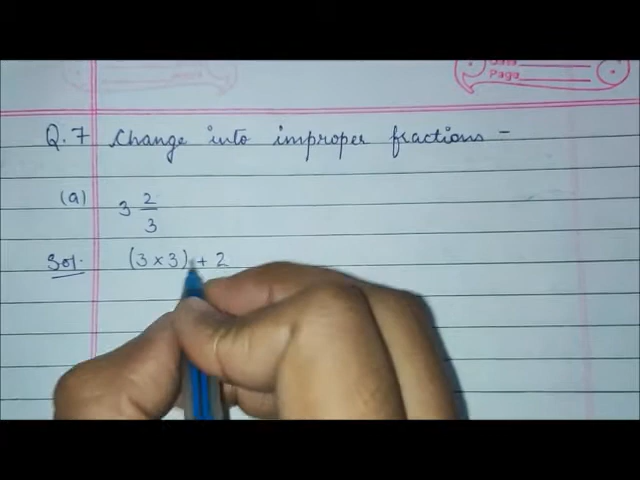 Page
Q.7 Change into improper fractions -
(a) 3 2/3
Sol. (3 × 3) + 2